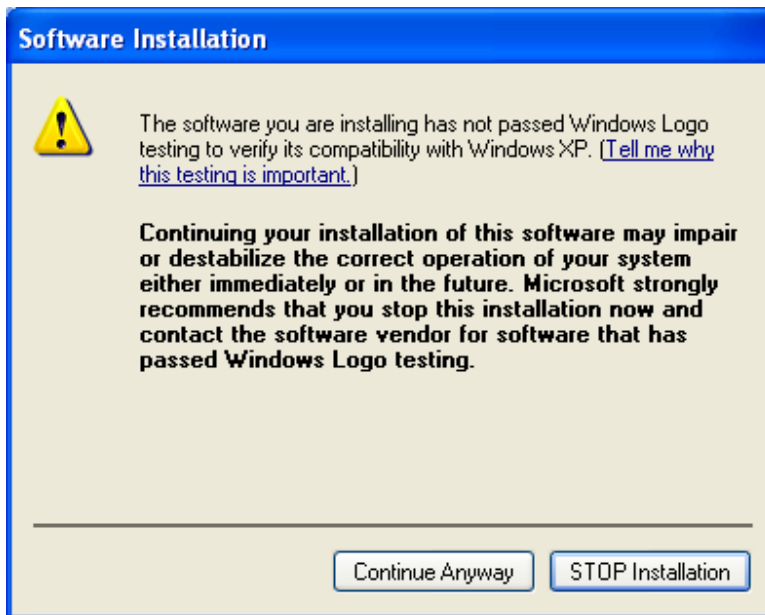 Software Installation
The software you are installing has not passed Windows Logo
testing to verify its compatibility with Windows XP. (Tell me why
this testing is important.)
Continuing your installation of this software may impair
or destabilize the correct operation of your system
either immediately or in the future. Microsoft strongly
recommends that you stop this installation now and
contact the software vendor for software that has
passed Windows Logo testing.
Continue Anyway
STOP Installation